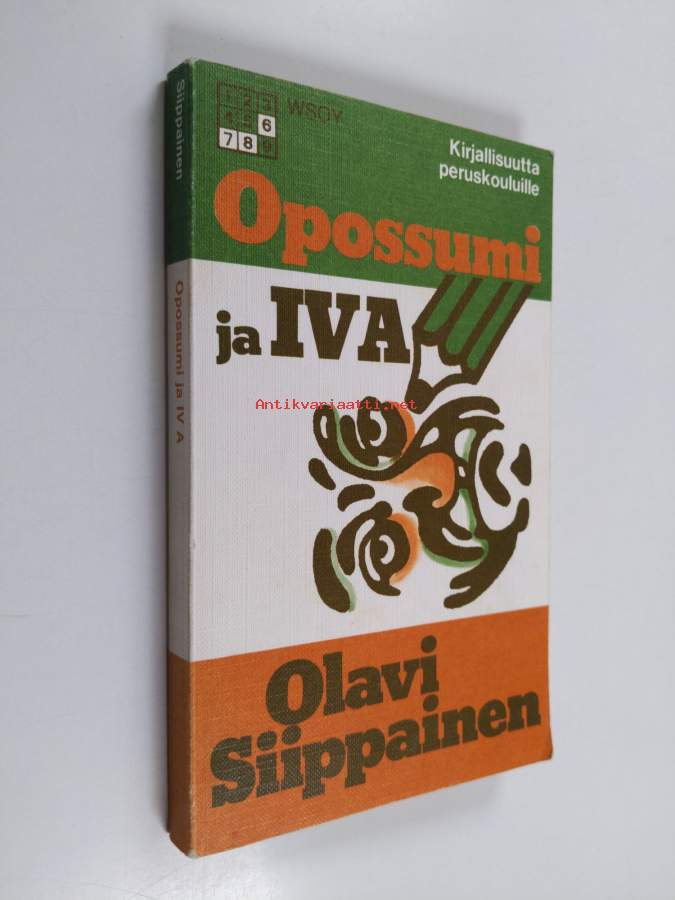 Siippainen
Opossumi ja IV A
1 2 3
4 5 6
7 8 9
WSOY
Kirjallisuutta
peruskouluille
Opossumi
ja IVA
Antikvariaatti.net
Olavi
Siippainen